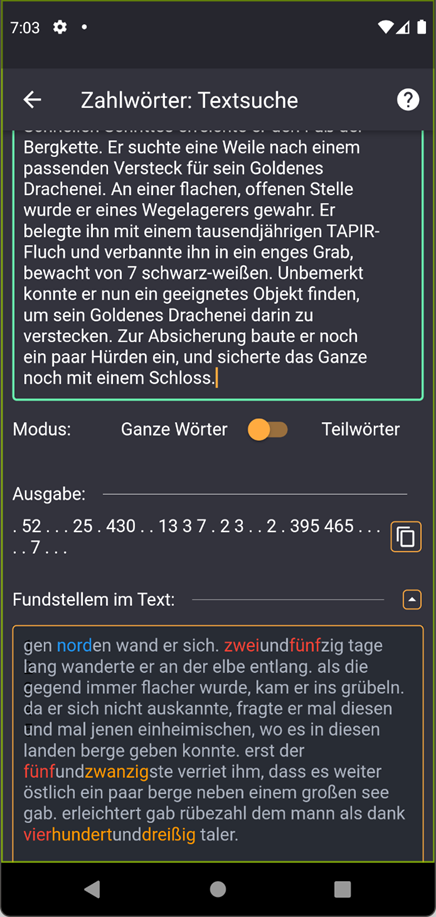 7:03
Zahlwörter: Textsuche
Bergkette. Er suchte eine Weile nach einem
passenden Versteck für sein Goldenes
Drachenei. An einer flachen, offenen Stelle
wurde er eines Wegelagerers gewahr. Er
belegte ihn mit einem tausendjährigen TAPIR-
Fluch und verbannte ihn in ein enges Grab,
bewacht von 7 schwarz-weißen. Unbemerkt
konnte er nun ein geeignetes Objekt finden,
um sein Goldenes Drachenei darin zu
verstecken. Zur Absicherung baute er noch
ein paar Hürden ein, und sicherte das Ganze
noch mit einem Schloss.
Modus: Ganze Wörter Teilwörter
Ausgabe:
. 52 . . . 25 . 430 . . 13 3 7 . 2 3 . . 2 . 395 465 . . .
. . 7 . . .
Fundstellem im Text:
gen norden wand er sich. zweiundfünfzig tage
lang wanderte er an der elbe entlang. als die
gegend immer flacher wurde, kam er ins grübeln.
da er sich nicht auskannte, fragte er mal diesen
und mal jenen einheimischen, wo es in diesen
landen berge geben konnte. erst der
fünfundzwanzigste verriet ihm, dass es weiter
östlich ein paar berge neben einem großen see
gab. erleichtert gab rübezahl dem mann als dank
vierhundertunddreißig taler.